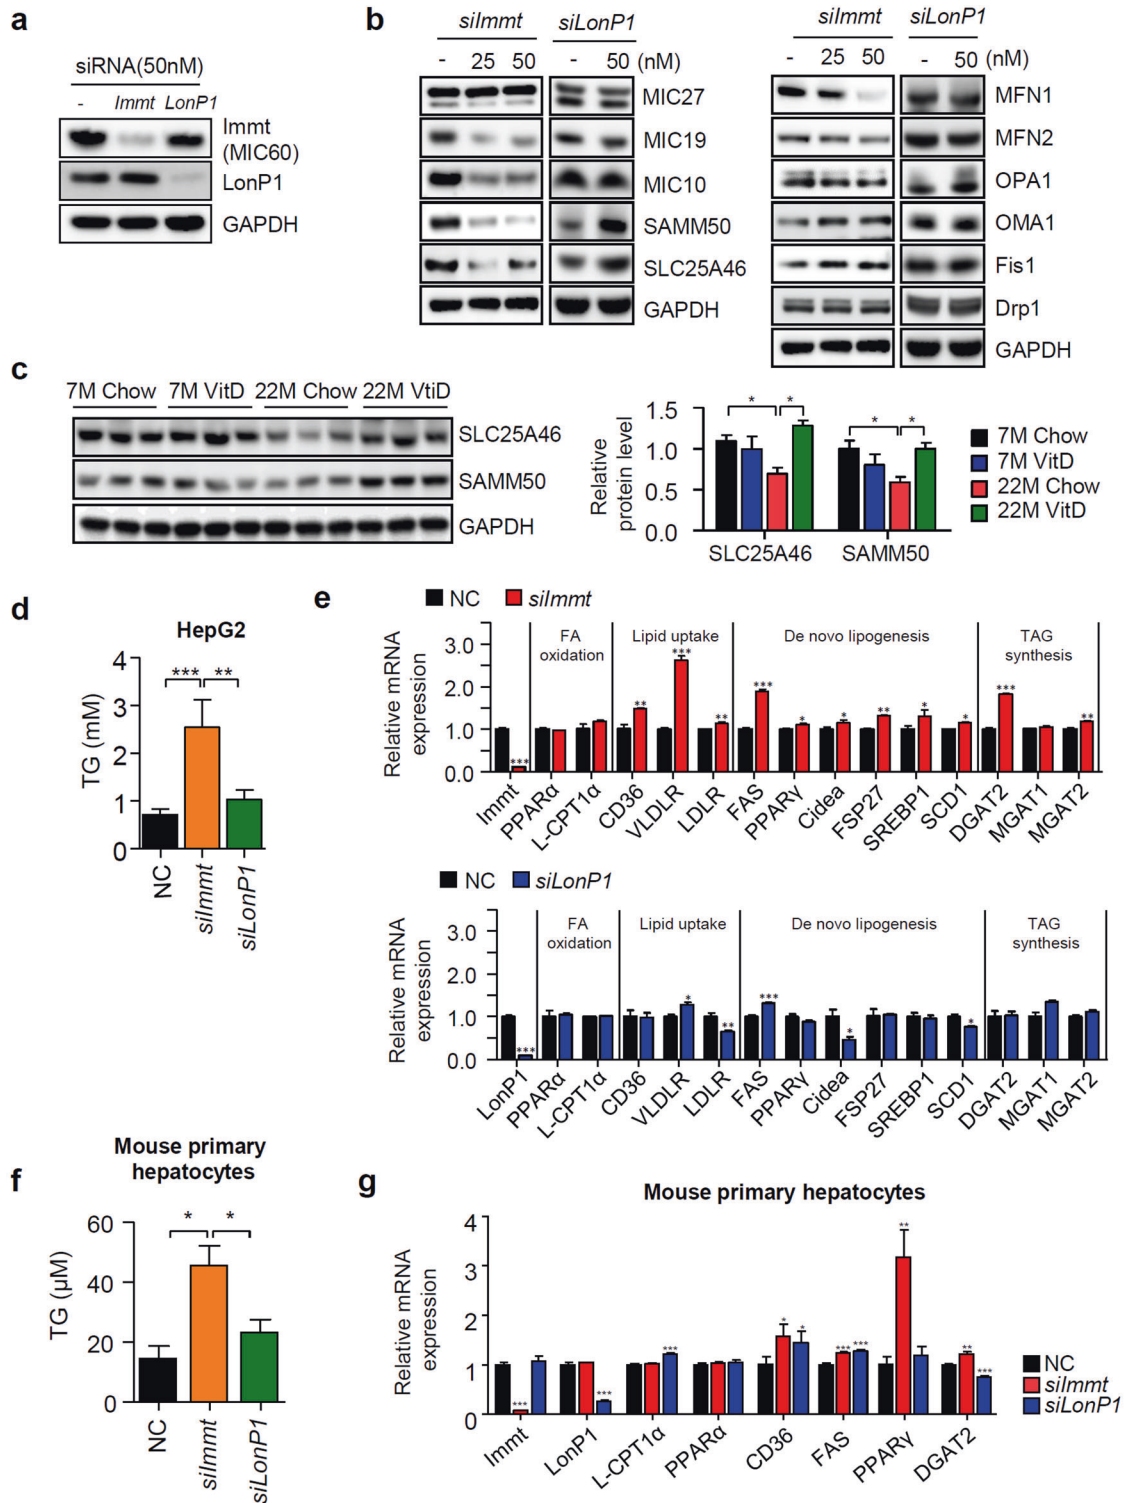 a
siRNA(50nM)
- Immt LonP1
Immt
(MIC60)
LonP1
GAPDH
b
siImmt siLonP1
- 25 50 - 50 (nM)
MIC27
MIC19
MIC10
SAMM50
SLC25A46
GAPDH
siImmt siLonP1
- 25 50 - 50 (nM)
MFN1
MFN2
OPA1
OMA1
Fis1
Drp1
GAPDH
c
7M Chow 7M VitD 22M Chow 22M VtiD
SLC25A46
SAMM50
GAPDH
Relative
protein level
1.5
1.0
0.5
0.0
* * * *
SLC25A46 SAMM50
7M Chow
7M VitD
22M Chow
22M VitD
d
HepG2
TG (mM)
4
3
2
1
0
*** **
NC siImmt siLonP1
e
NC siImmt
Relative mRNA
expression
3.0
2.0
1.0
0.0
FA
oxidation
Lipid uptake
De novo lipogenesis
TAG
synthesis
*** ** *** ** *** * * ** * * *** **
Immt PPARα L-CPT1α CD36 VLDLR LDLR FAS PPARγ Cidea FSP27 SREBP1 SCD1 DGAT2 MGAT1 MGAT2
NC siLonP1
Relative mRNA
expression
3.0
2.0
1.0
0.0
FA
oxidation
Lipid uptake
De novo lipogenesis
TAG
synthesis
*** * ** *** * *
LonP1 PPARα L-CPT1α CD36 VLDLR LDLR FAS PPARγ Cidea FSP27 SREBP1 SCD1 DGAT2 MGAT1 MGAT2
f
Mouse primary
hepatocytes
TG (µM)
60
40
20
0
* *
NC siImmt siLonP1
g
Mouse primary hepatocytes
Relative mRNA
expression
4
3
2
1
0
*** *** *** * * *** *** ** ** ***
Immt LonP1 L-CPT1α PPARα CD36 FAS PPARγ DGAT2
NC
siImmt
siLonP1